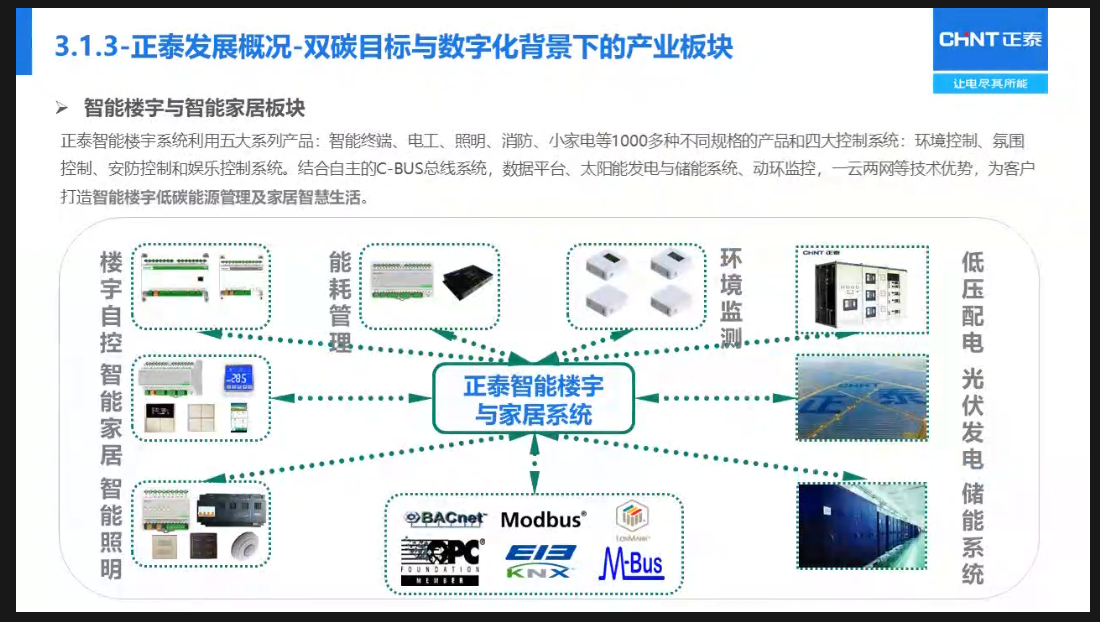 3.1.3-正泰发展概况-双碳目标与数字化背景下的产业板块
CHNT 正泰
让电尽其所能
➢ 智能楼宇与智能家居板块
正泰智能楼宇系统利用五大系列产品：智能终端、电工、照明、消防、小家电等1000多种不同规格的产品和四大控制系统：环境控制、氛围
控制、安防控制和娱乐控制系统。结合自主的C-BUS总线系统，数据平台、太阳能发电与储能系统、动环监控，一云两网等技术优势，为客户
打造智能楼宇低碳能源管理及家居智慧生活。
楼宇自控
能耗管理
环境监测
CHNT 正泰
低压配电
智能家居
正泰智能楼宇
与家居系统
CHNT
正泰
光伏发电
智能照明
BACnet™
Modbus®
LonMark
OPC®
FOUNDATION
MEMBER
EIB
KNX
M-Bus
储能系统